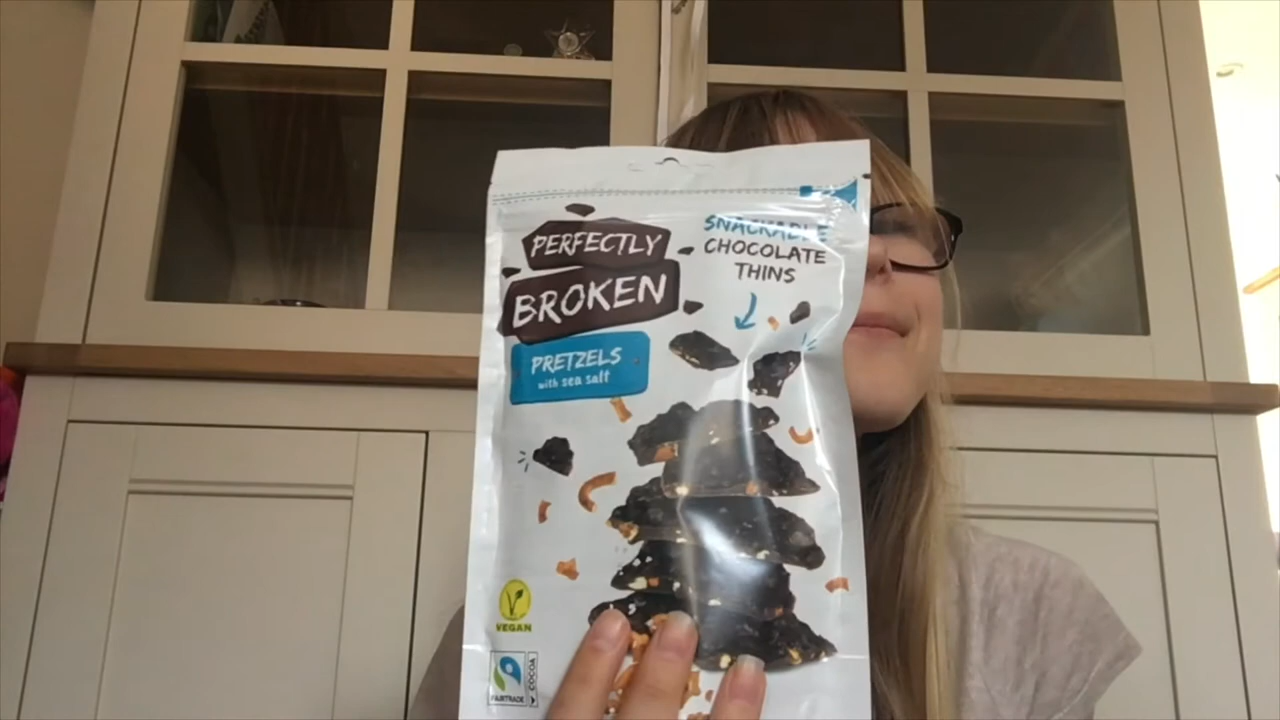 PERFECTLY
BROKEN
PRETZELS
with sea salt
SNACKABLE
CHOCOLATE
THINS
VEGAN
FAIRTRADE
COCOA